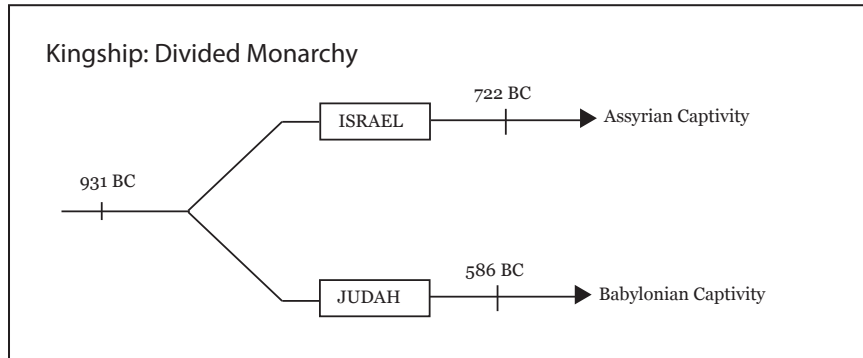 Kingship: Divided Monarchy
722 BC
ISRAEL
Assyrian Captivity
931 BC
586 BC
JUDAH
Babylonian Captivity